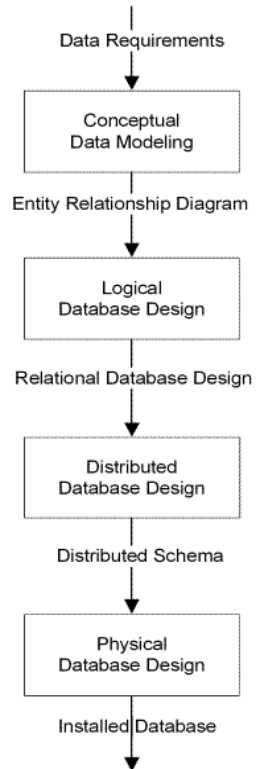 Data Requirements
Conceptual
Data Modeling
Entity Relationship Diagram
Logical
Database Design
Relational Database Design
Distributed
Database Design
Distributed Schema
Physical
Database Design
Installed Database